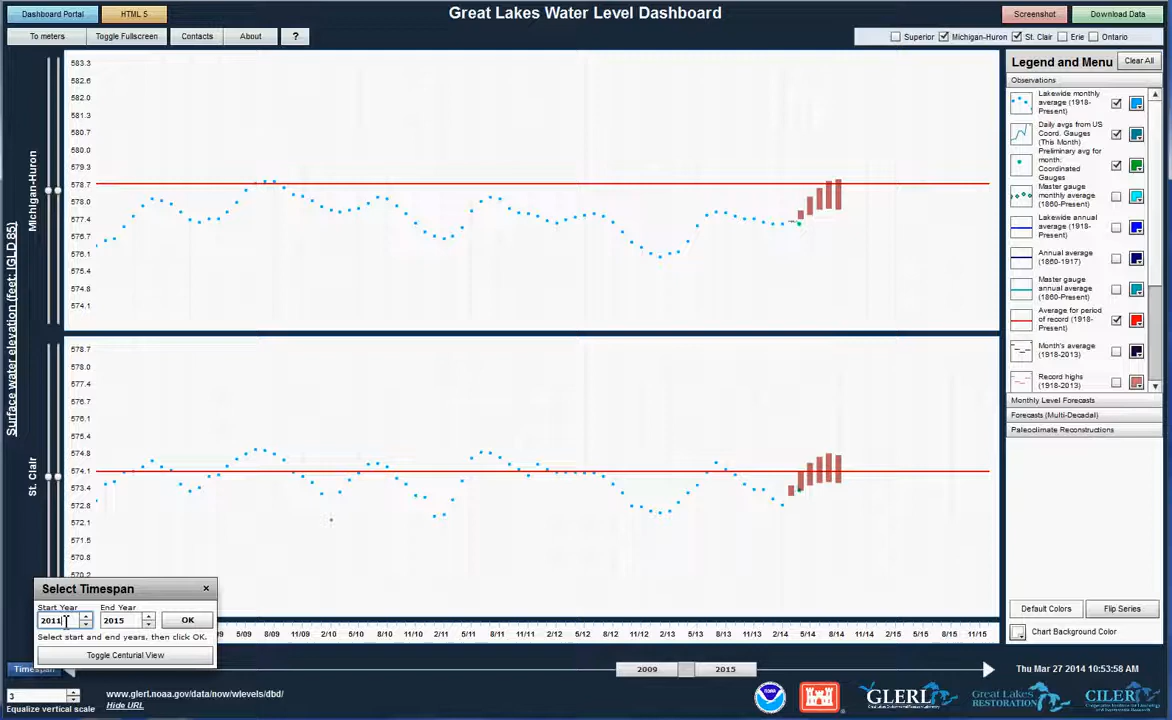 Dashboard Portal
HTML 5
Great Lakes Water Level Dashboard
Screenshot
Download Data
To meters
Toggle Fullscreen
Contacts
About
?
Superior
Michigan-Huron
St. Clair
Erie
Ontario
Surface water elevation (feet: IGLD 85)
Michigan-Huron
583.3
582.6
582.0
581.3
580.7
580.0
579.3
578.7
578.0
577.4
576.7
576.1
575.4
574.8
574.1
St. Clair
578.7
578.0
577.4
576.7
576.1
575.4
574.8
574.1
573.4
572.8
572.1
571.5
570.8
570.2
Legend and Menu
Clear All
Observations
Lakewide monthly
average (1918-
Present)
Daily avgs from US
Coord. Gauges
(This Month)
Preliminary avg for
month:
Coordinated
Gauges
Master gauge
monthly average
(1860-Present)
Lakewide annual
average (1918-
Present)
Annual average
(1860-1917)
Master gauge
annual average
(1860-Present)
Average for period
of record (1918-
Present)
Month's average
(1918-2013)
Record highs
(1918-2013)
Monthly Level Forecasts
Forecasts (Multi-Decadal)
Paleoclimate Reconstructions
Default Colors
Flip Series
Chart Background Color
Select Timespan
×
Start Year
End Year
2011
2015
OK
Select start and end years, then click OK.
Toggle Centurial View
5/09 8/09 11/09 2/10 5/10 8/10 11/10 2/11 5/11 8/11 11/11 2/12 5/12 8/12 11/12 2/13 5/13 8/13 11/13 2/14 5/14 8/14 11/14 2/15 5/15 8/15 11/15
Timespan
2009
2015
Thu Mar 27 2014 10:53:58 AM
3
Equalize vertical scale
www.glerl.noaa.gov/data/now/wlevels/dbd/
Hide URL
NOAA
GLERL
Great Lakes
RESTORATION
CILER